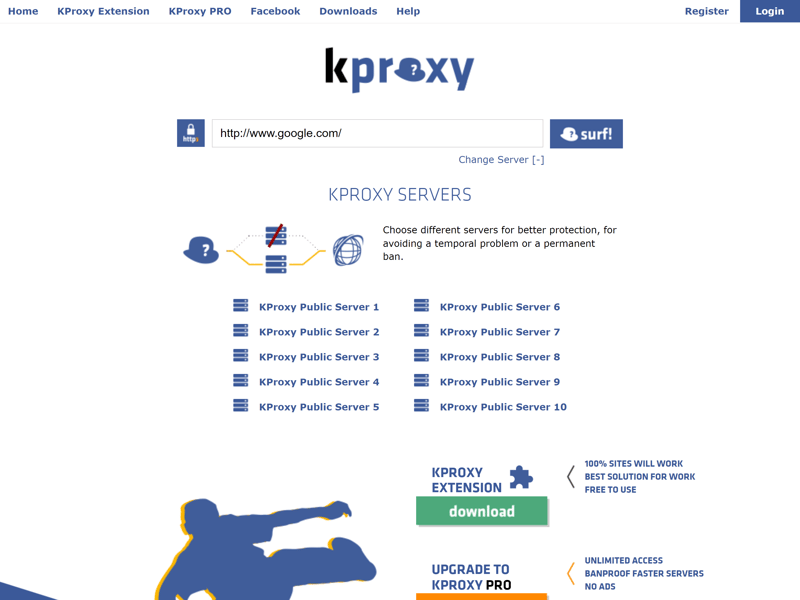 Home KProxy Extension KProxy PRO Facebook Downloads Help Register Login
kproxy
https http://www.google.com/ surf!
Change Server [-]
KPROXY SERVERS
Choose different servers for better protection, for
avoiding a temporal problem or a permanent
ban.
KProxy Public Server 1 KProxy Public Server 6
KProxy Public Server 2 KProxy Public Server 7
KProxy Public Server 3 KProxy Public Server 8
KProxy Public Server 4 KProxy Public Server 9
KProxy Public Server 5 KProxy Public Server 10
KPROXY
EXTENSION
download
100% SITES WILL WORK
BEST SOLUTION FOR WORK
FREE TO USE
UPGRADE TO
KPROXY PRO
UNLIMITED ACCESS
BANPROOF FASTER SERVERS
NO ADS